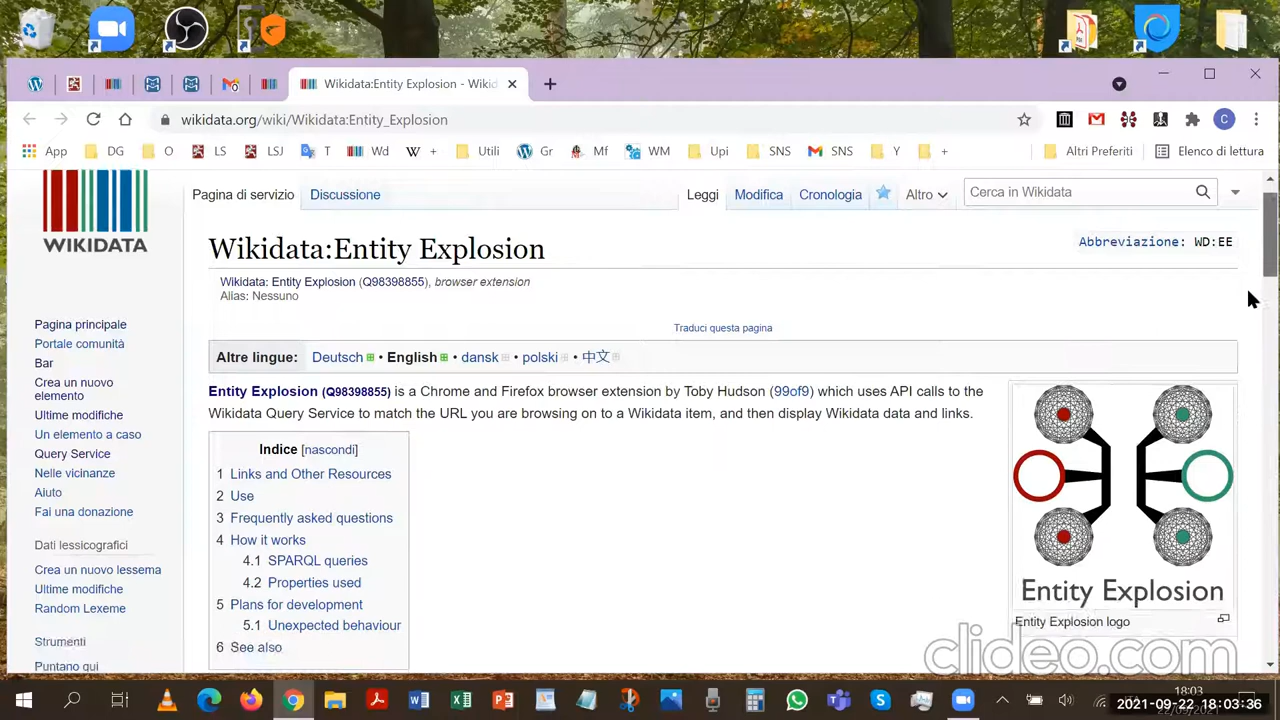 Wikidata:Entity Explosion - Wikid
wikidata.org/wiki/Wikidata:Entity_Explosion
C
App DG O LS LSJ T Wd + Utili Gr Mf WM Upi SNS SNS Y + Altri Preferiti Elenco di lettura
WIKIDATA
Pagina di servizio Discussione Leggi Modifica Cronologia Altro Cerca in Wikidata
Wikidata:Entity Explosion
Abbreviazione: WD:EE
Wikidata: Entity Explosion (Q98398855), browser extension
Alias: Nessuno
Traduci questa pagina
Altre lingue: Deutsch • English • dansk • polski • 中文
Entity Explosion (Q98398855) is a Chrome and Firefox browser extension by Toby Hudson (99of9) which uses API calls to the
Wikidata Query Service to match the URL you are browsing on to a Wikidata item, and then display Wikidata data and links.
Indice [nascondi]
1 Links and Other Resources
2 Use
3 Frequently asked questions
4 How it works
4.1 SPARQL queries
4.2 Properties used
5 Plans for development
5.1 Unexpected behaviour
6 See also
Entity Explosion
Entity Explosion logo
Pagina principale
Portale comunità
Bar
Crea un nuovo
elemento
Ultime modifiche
Un elemento a caso
Query Service
Nelle vicinanze
Aiuto
Fai una donazione
Dati lessicografici
Crea un nuovo lessema
Ultime modifiche
Random Lexeme
Strumenti
Puntano qui
clideo.com
18:03
2021-09-22 18:03:36